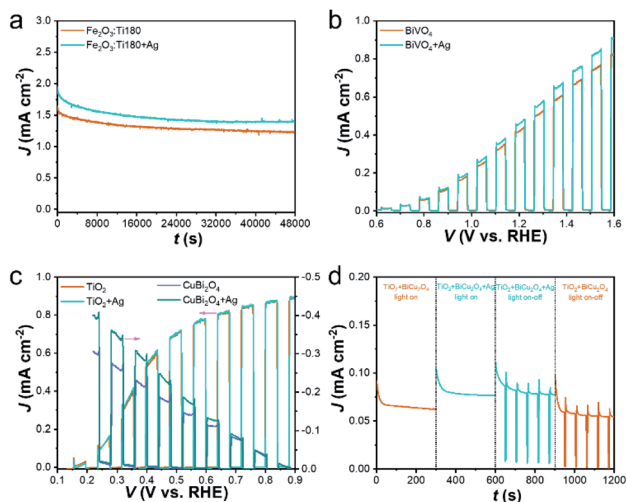 a
Fe₂O₃:Ti180
Fe₂O₃:Ti180+Ag
3.0
2.5
2.0
1.5
1.0
0.5
0.0
J (mA cm⁻²)
0 8000 16000 24000 32000 40000 48000
t (s)
b
BiVO₄
BiVO₄+Ag
1.0
0.8
0.6
0.4
0.2
0.0
J (mA cm⁻²)
0.6 0.8 1.0 1.2 1.4 1.6
V (V vs. RHE)
c
TiO₂
TiO₂+Ag
CuBi₂O₄
CuBi₂O₄+Ag
1.0
0.8
0.6
0.4
0.2
0.0
J (mA cm⁻²)
-0.5
-0.4
-0.3
-0.2
-0.1
0.0
0.1 0.2 0.3 0.4 0.5 0.6 0.7 0.8 0.9
V (V vs. RHE)
d
TiO₂+BiCu₂O₄
light on
TiO₂+BiCu₂O₄+Ag
light on
TiO₂+BiCu₂O₄+Ag
light on-off
TiO₂+BiCu₂O₄
light on-off
0.20
0.15
0.10
0.05
0.00
J (mA cm⁻²)
0 200 400 600 800 1000 1200
t (s)